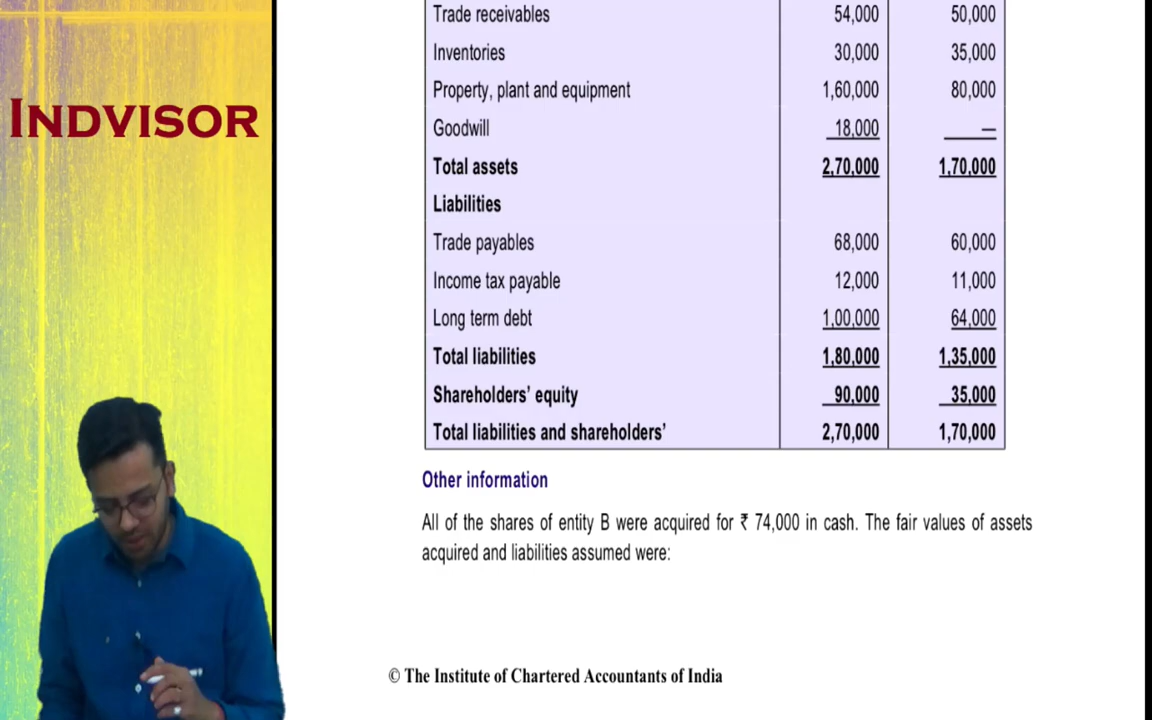 INDVISOR
Trade receivables 54,000 50,000
Inventories 30,000 35,000
Property, plant and equipment 1,60,000 80,000
Goodwill 18,000 —
Total assets 2,70,000 1,70,000
Liabilities
Trade payables 68,000 60,000
Income tax payable 12,000 11,000
Long term debt 1,00,000 64,000
Total liabilities 1,80,000 1,35,000
Shareholders' equity 90,000 35,000
Total liabilities and shareholders' 2,70,000 1,70,000
Other information
All of the shares of entity B were acquired for ₹ 74,000 in cash. The fair values of assets
acquired and liabilities assumed were:
© The Institute of Chartered Accountants of India